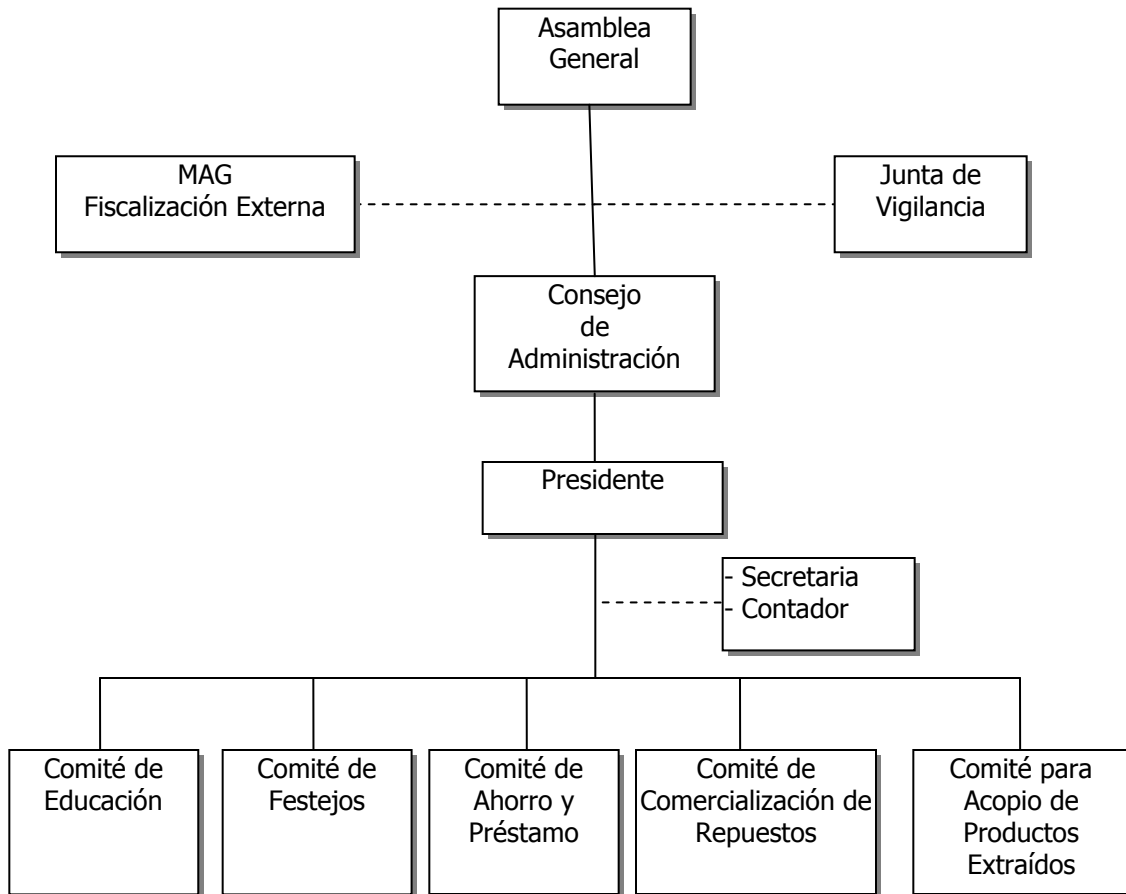 Asamblea
General
MAG
Fiscalización Externa
Junta de
Vigilancia
Consejo
de
Administración
Presidente
- Secretaria
- Contador
Comité de
Educación
Comité de
Festejos
Comité de
Ahorro y
Préstamo
Comité de
Comercialización de
Repuestos
Comité para
Acopio de
Productos
Extraídos